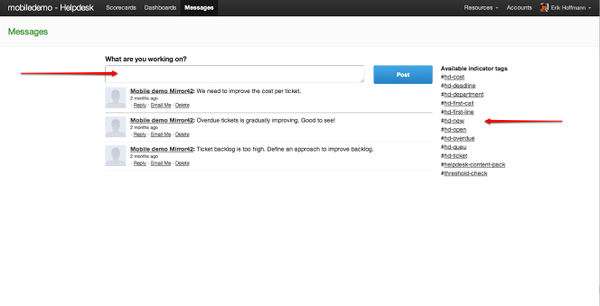 mobiledemo - Helpdesk Scorecards Dashboards Messages Resources Accounts Erik Hoffmann
Messages
What are you working on?
Post
Mobile demo Mirror42: We need to improve the cost per ticket.
2 months ago
· Reply · Email Me · Delete
Mobile demo Mirror42: Overdue tickets is gradually improving. Good to see!
2 months ago
· Reply · Email Me · Delete
Mobile demo Mirror42: Ticket backlog is too high. Define an approach to improve backlog.
2 months ago
· Reply · Email Me · Delete
Available indicator tags
#hd-cost
#hd-deadline
#hd-department
#hd-first-call
#hd-first-line
#hd-new
#hd-open
#hd-overdue
#hd-queu
#hd-ticket
#helpdesk-content-pack
#threshold-check